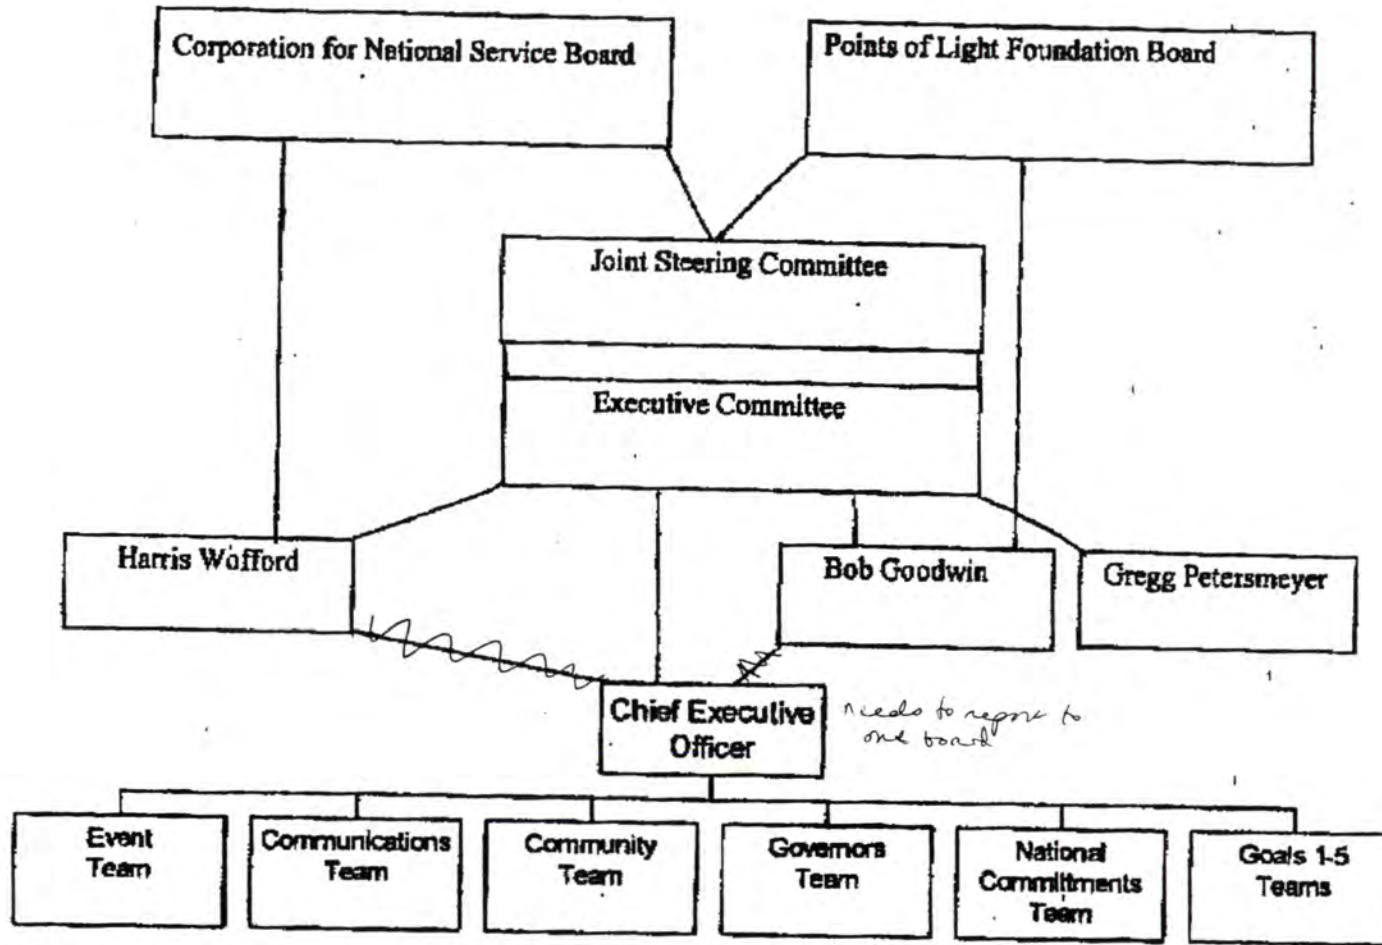 Corporation for National Service Board
Points of Light Foundation Board
Joint Steering Committee
Executive Committee
Harris Wofford
Bob Goodwin
Gregg Petersmeyer
Chief Executive
Officer
needs to report to
one board
Event
Team
Communications
Team
Community
Team
Governors
Team
National
Committments
Team
Goals 1-5
Teams